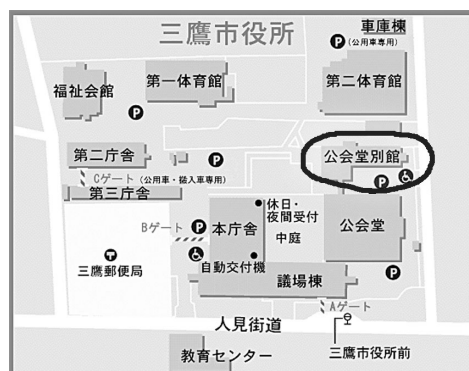 三鷹市役所
車庫棟
P (公用車専用)
福祉会館
第一体育館
第二体育館
P
第二庁舎
P
公会堂別館
Cゲート (公用車・搬入車専用)
P
第三庁舎
休日・
夜間受付
Bゲート P
本庁舎
中庭
公会堂
三鷹郵便局
自動交付機
P
議場棟
Aゲート
人見街道
教育センター
三鷹市役所前